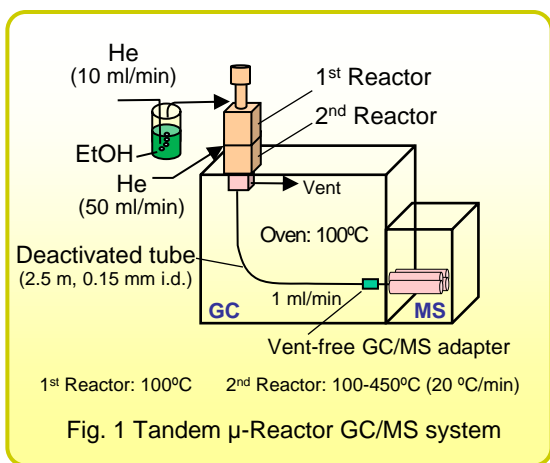 He
(10 ml/min)
1st Reactor
2nd Reactor
EtOH
He
(50 ml/min)
Vent
Oven: 100ºC
Deactivated tube
(2.5 m, 0.15 mm i.d.)
1 ml/min
GC
MS
Vent-free GC/MS adapter
1st Reactor: 100ºC 2nd Reactor: 100-450ºC (20 ºC/min)
Fig. 1 Tandem µ-Reactor GC/MS system